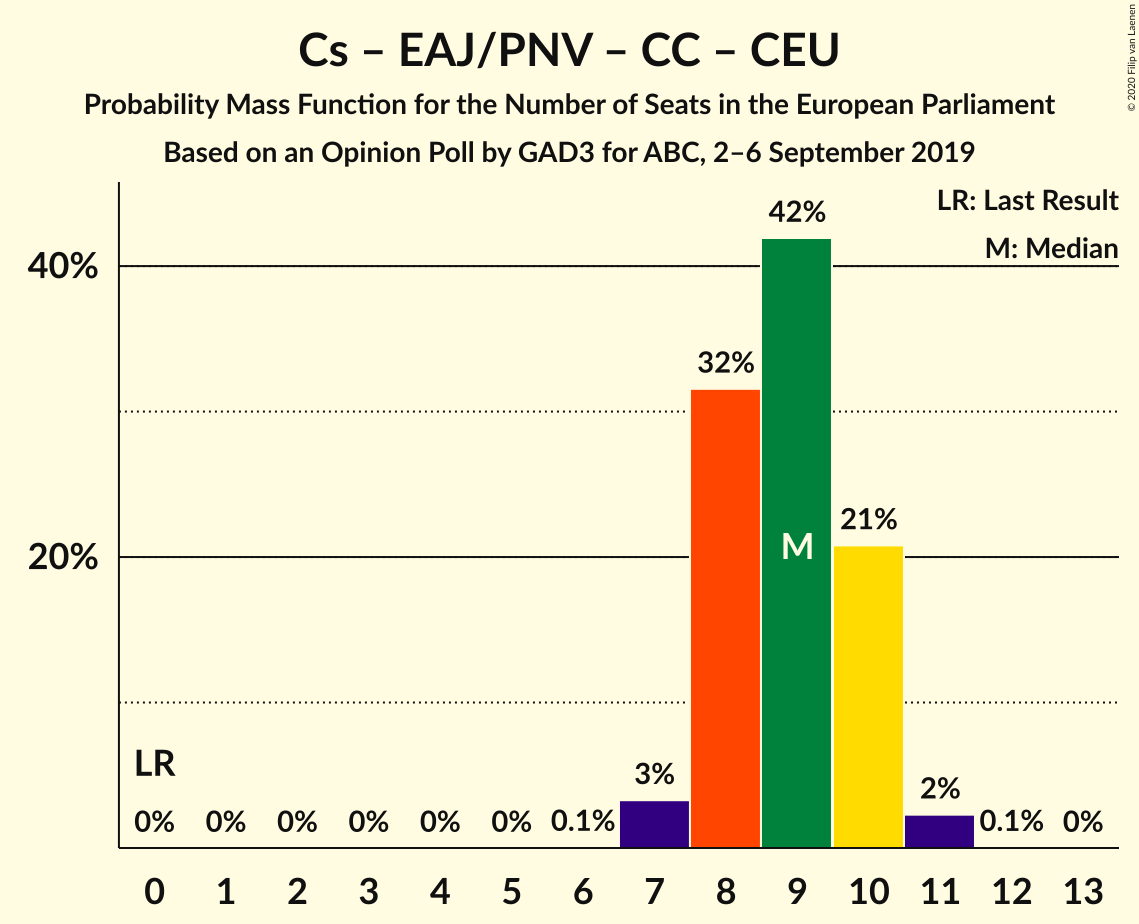 Cs – EAJ/PNV – CC – CEU
Probability Mass Function for the Number of Seats in the European Parliament
Based on an Opinion Poll by GAD3 for ABC, 2–6 September 2019
© 2020 Filip van Laenen
LR: Last Result
M: Median
42%
40%
32%
21%
20%
M
LR
3%
2%
0% 0% 0% 0% 0% 0% 0.1% 0.1% 0%
0 1 2 3 4 5 6 7 8 9 10 11 12 13